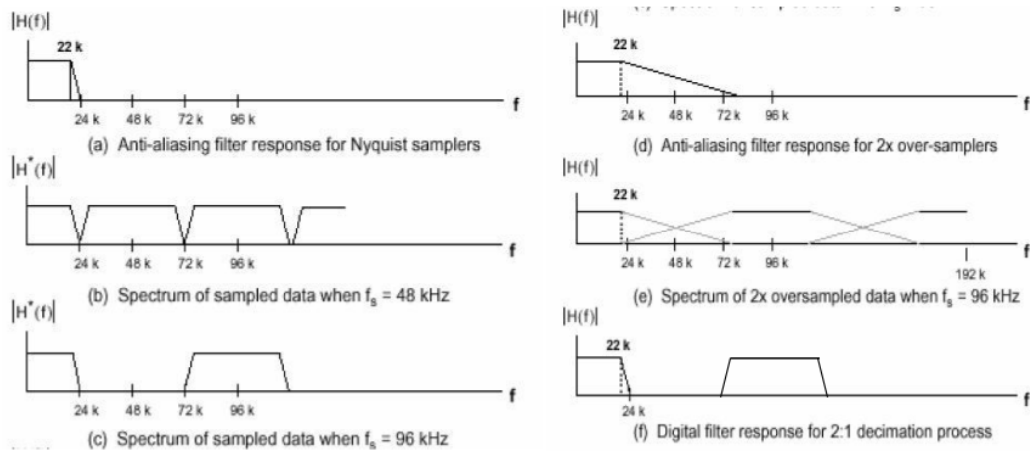 |H(f)|
22 k
f
24 k 48 k 72 k 96 k
(a) Anti-aliasing filter response for Nyquist samplers
|H*(f)|
f
24 k 48 k 72 k 96 k
(b) Spectrum of sampled data when fs = 48 kHz
|H*(f)|
f
24 k 48 k 72 k 96 k
(c) Spectrum of sampled data when fs = 96 kHz
|H(f)|
22 k
f
24 k 48 k 72 k 96 k
(d) Anti-aliasing filter response for 2x over-samplers
|H(f)|
22 k
f
24 k 48 k 72 k 96 k
192 k
(e) Spectrum of 2x oversampled data when fs = 96 kHz
|H(f)|
22 k
f
24 k
(f) Digital filter response for 2:1 decimation process